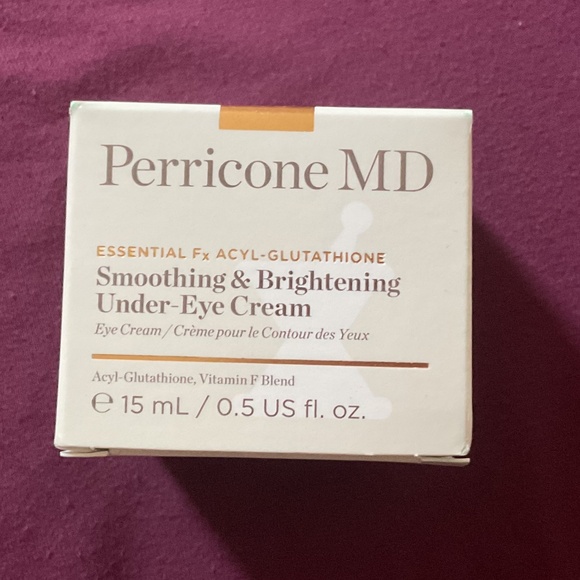 Perricone MD
ESSENTIAL Fx ACYL-GLUTATHIONE
Smoothing & Brightening
Under-Eye Cream
Eye Cream / Crème pour le Contour des Yeux
Acyl-Glutathione, Vitamin F Blend
℮ 15 mL / 0.5 US fl. oz.